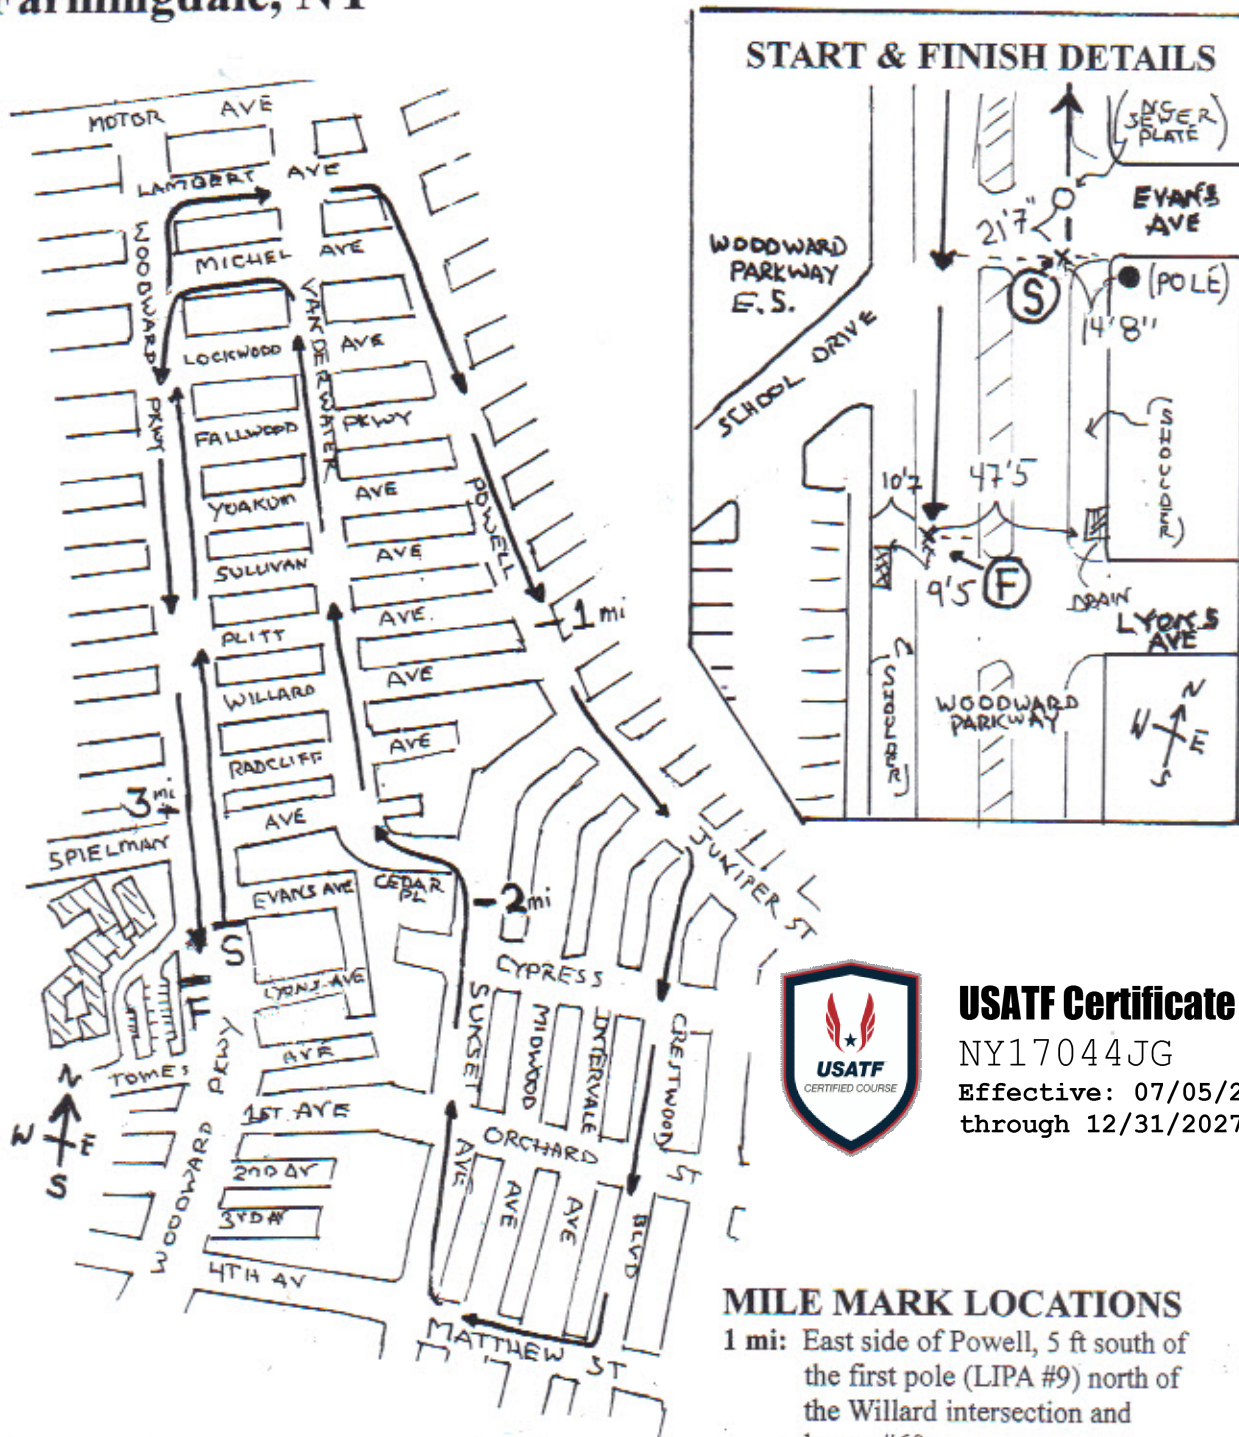 Farmingdale, NY
START & FINISH DETAILS
MOTOR AVE
LAMBERT AVE
MICHEL AVE
LOCKWOOD AVE
FALLWOOD PKWY
YOAKUM AVE
SULLIVAN AVE
PLITT AVE.
WILLARD AVE
RADCLIFF AVE
AVE
WOODWARD PKWY
VANDERWATER
POWELL
1 mi
3 mi
SPIELMAN
EVANS AVE
CEDAR PL
2 mi
JUNIPER ST
S
F
LYONS AVE
CYPRESS
SUNSET AVE
MIDWOOD AVE
INTERVALE AVE
CRESTWOOD BLVD
TOMES AVE
WOODWARD PKWY
1ST AVE
2ND AV
3RD AV
4TH AV
ORCHARD ST
MATTHEW ST
N
W E
S
(NC SEWER PLATE)
EVANS AVE
21'7"
WOODWARD
PARKWAY
E.S.
S
(POLE)
14'8"
SCHOOL DRIVE
(SHOULDER)
10'7
47'5
9'5
F
DRAIN
LYONS
AVE
(SHOULDER)
WOODWARD
PARKWAY
N
W E
S
USATF
CERTIFIED COURSE
USATF Certificate
NY17044JG
Effective: 07/05/2
through 12/31/2027
MILE MARK LOCATIONS
1 mi: East side of Powell, 5 ft south of
the first pole (LIPA #9) north of
the Willard intersection and